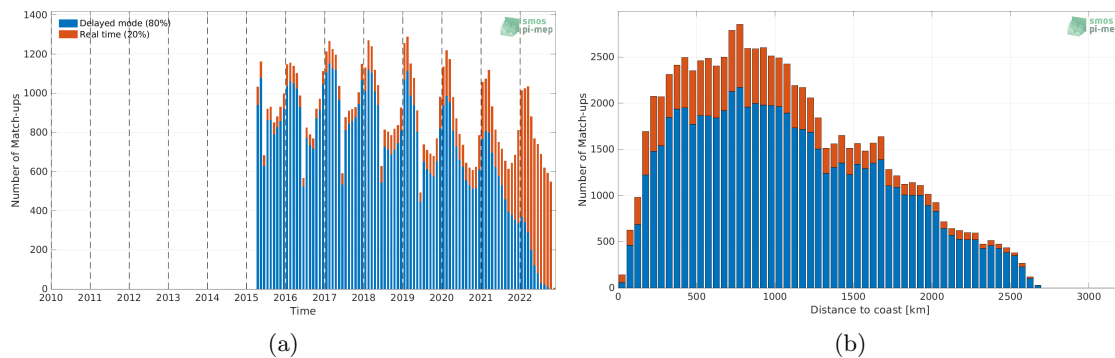 Delayed mode (80%)
Real time (20%)
smos
pi-mep
1400
1200
1000
800
600
400
200
0
Number of Match-ups
2010 2011 2012 2013 2014 2015 2016 2017 2018 2019 2020 2021 2022
Time
(a)
smos
pi-mep
2500
2000
1500
1000
500
0
Number of Match-ups
0 500 1000 1500 2000 2500 3000
Distance to coast [km]
(b)